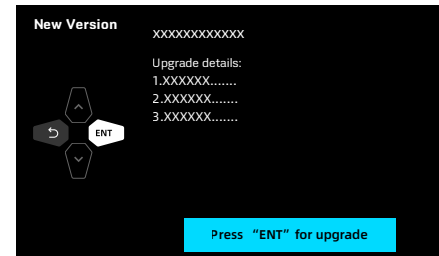 New Version
XXXXXXXXXXXX
Upgrade details:
1.XXXXXX.......
2.XXXXXX.......
3.XXXXXX.......
ENT
Press “ENT” for upgrade